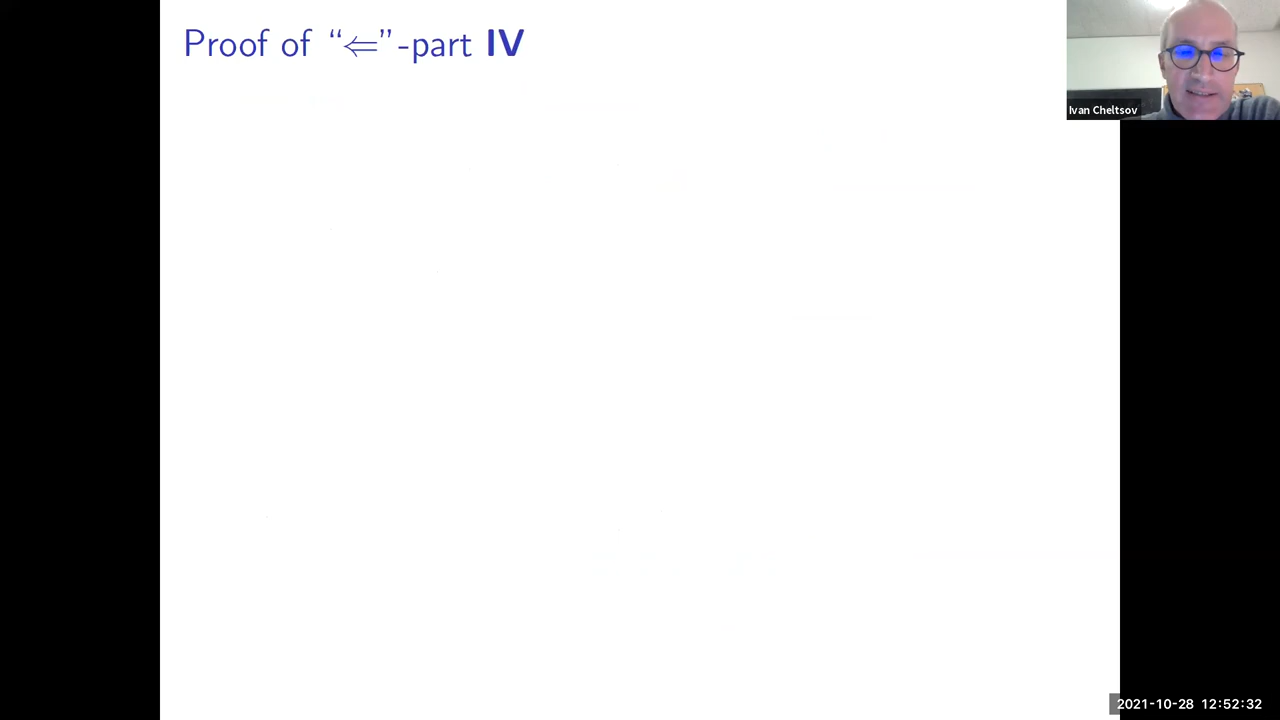 Proof of “⇐”-part IV
Ivan Cheltsov
2021-10-28 12:52:32